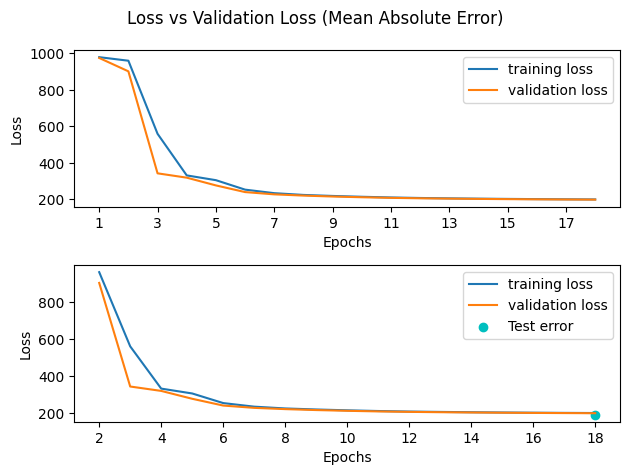 Loss vs Validation Loss (Mean Absolute Error)
1000
800
600
400
200
Loss
training loss
validation loss
1 3 5 7 9 11 13 15 17
Epochs
800
600
400
200
Loss
training loss
validation loss
Test error
2 4 6 8 10 12 14 16 18
Epochs